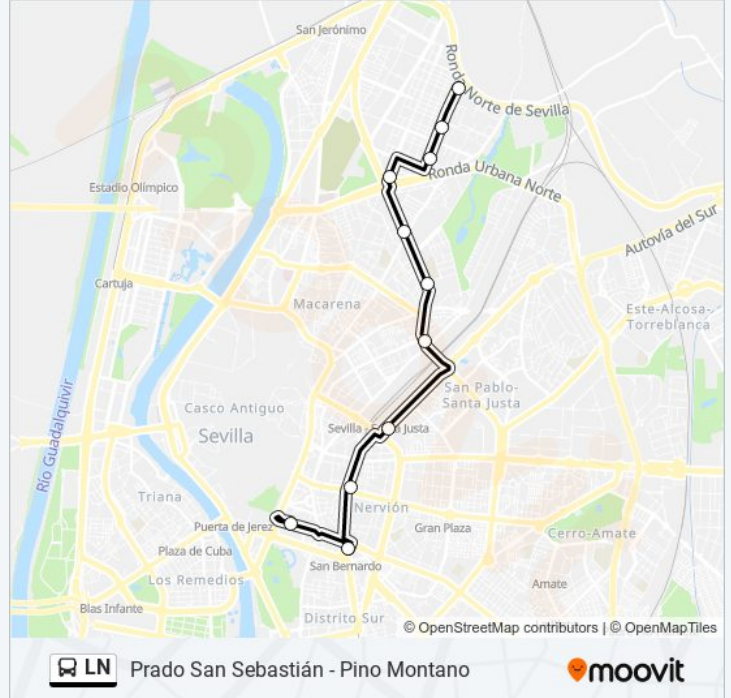 San Jerónimo
Ronda Norte de Sevilla
Estadio Olímpico
Ronda Urbana Norte
Autovía del Sur
Cartuja
Macarena
Este-Alcosa-
Torreblanca
San Pablo-
Santa Justa
Río Guadalquivir
Casco Antiguo
Sevilla
Sevilla - Santa Justa
Triana
Nervión
Puerta de Jerez
Gran Plaza
Cerro-Amate
Plaza de Cuba
San Bernardo
Los Remedios
Amate
Blas Infante
Distrito Sur
© OpenStreetMap contributors | © OpenMapTiles
LN Prado San Sebastián - Pino Montano
moovit